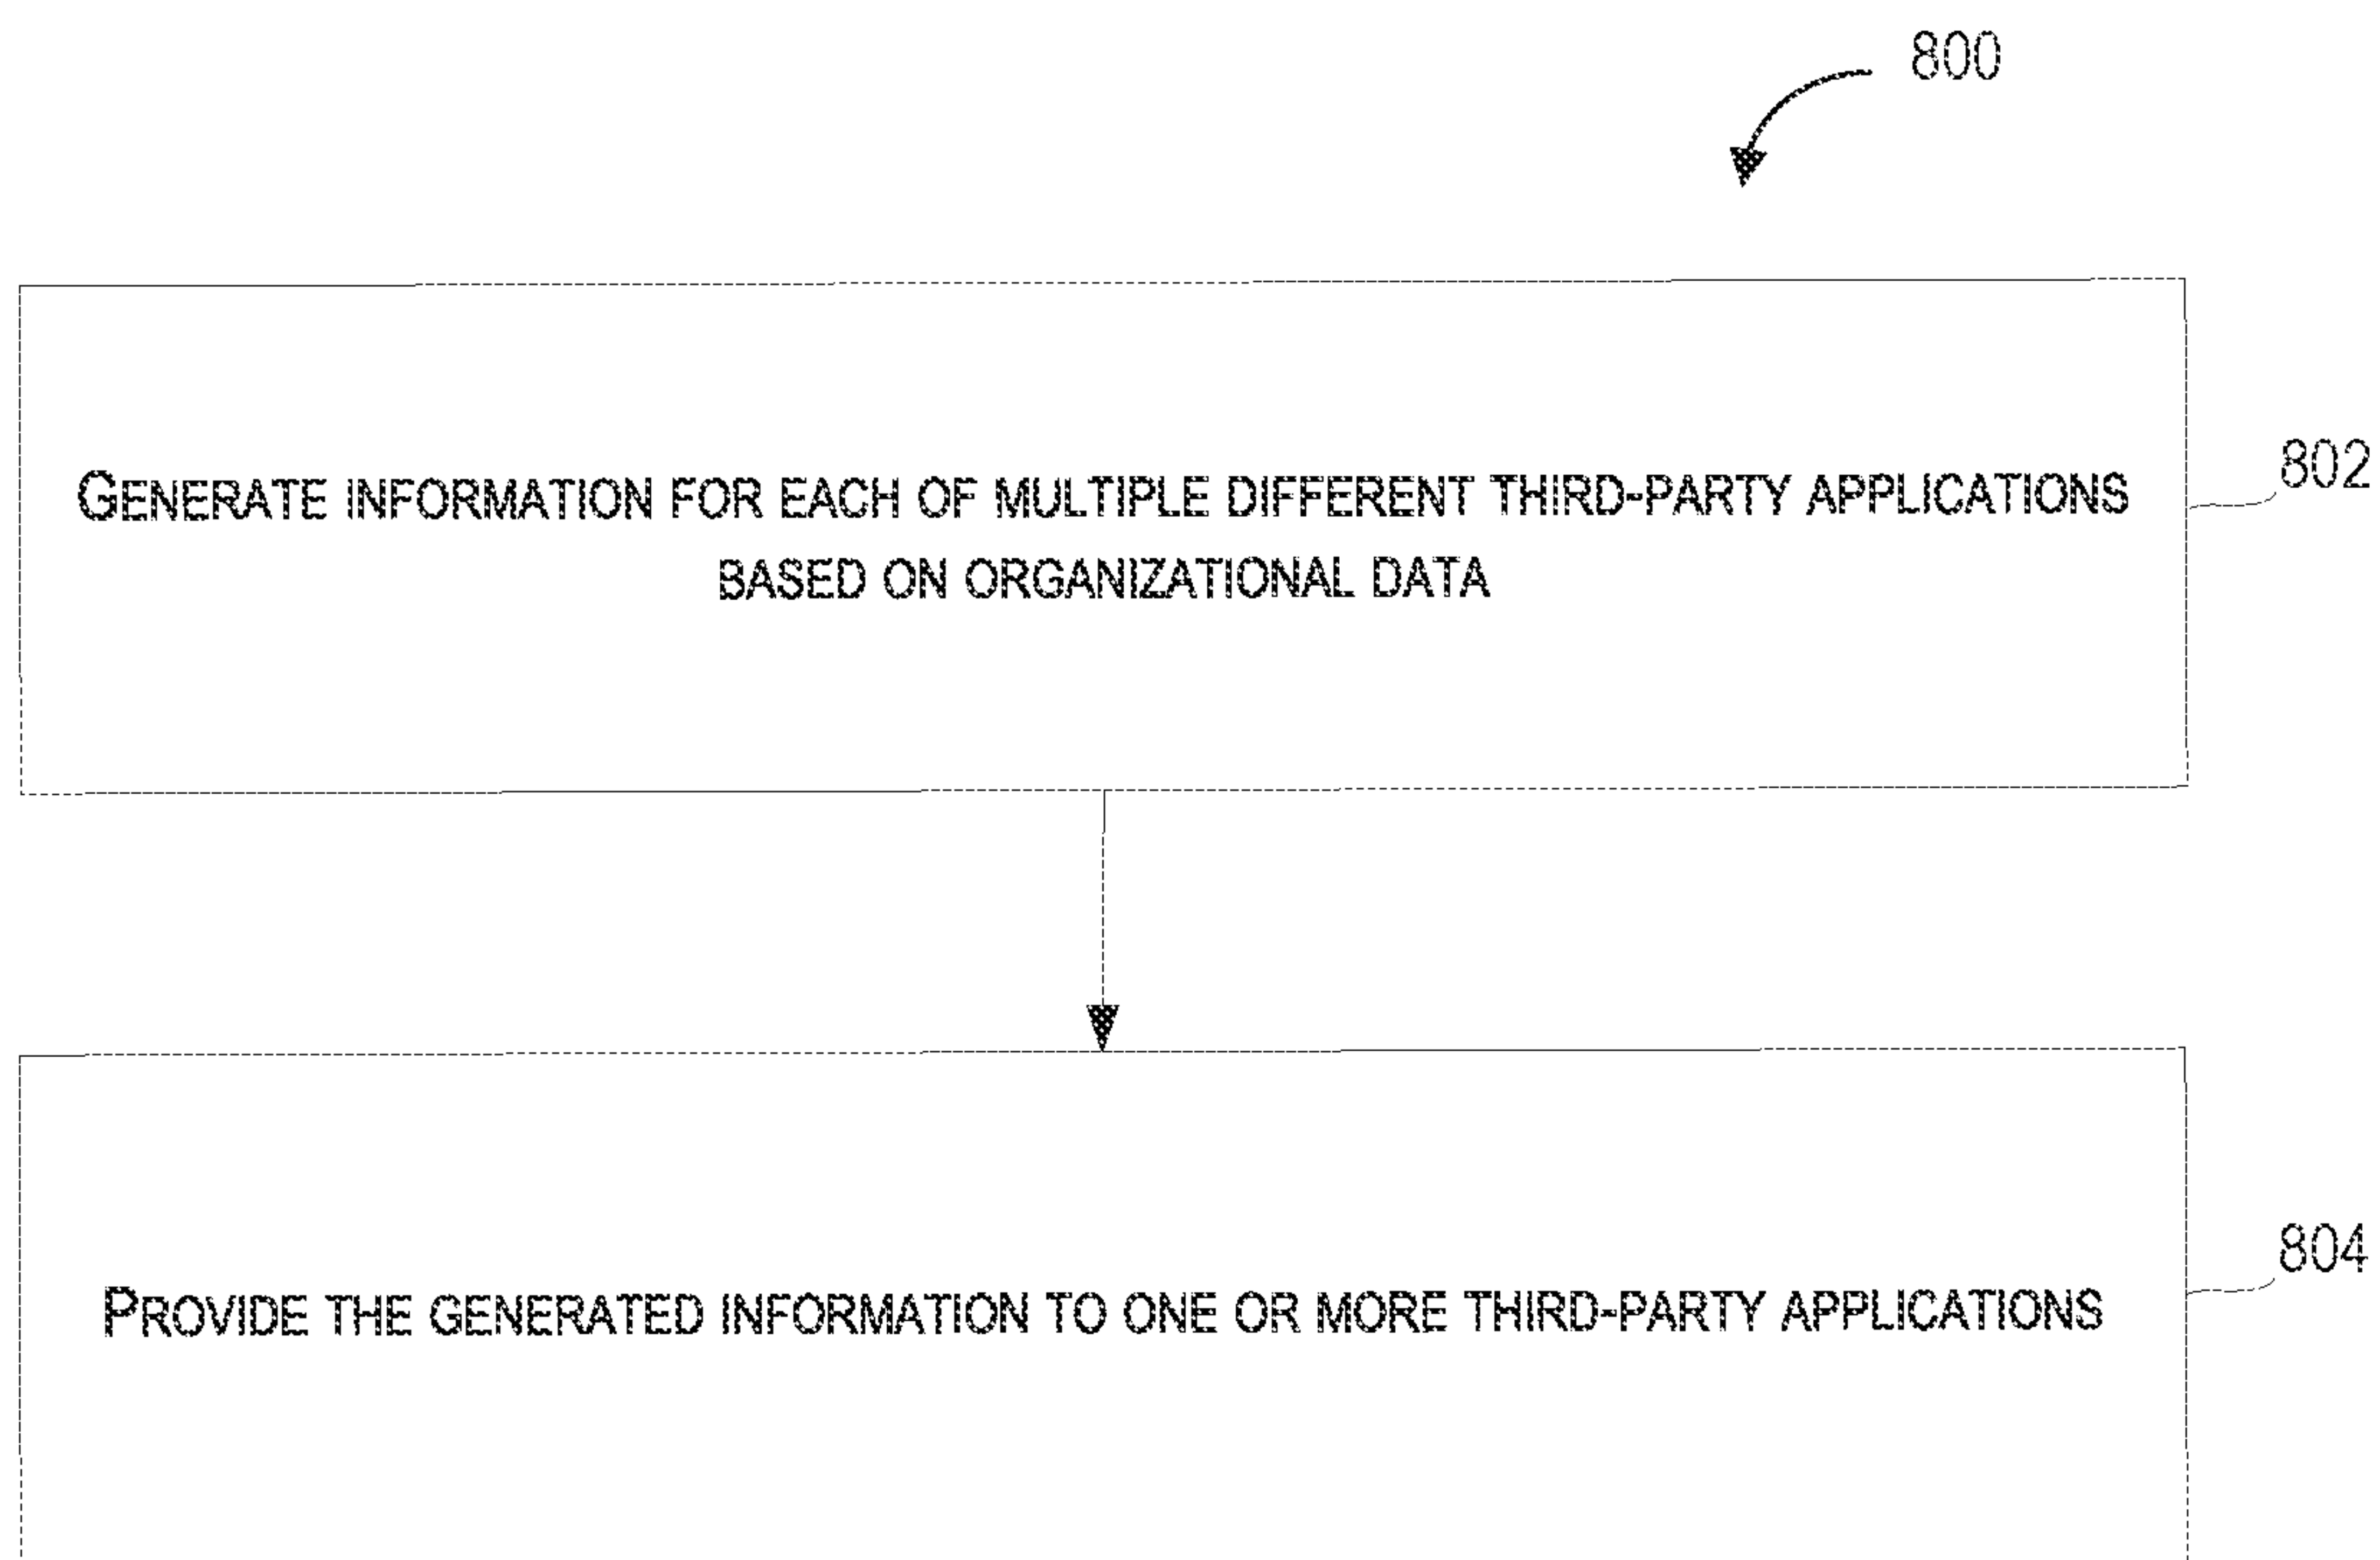 800
GENERATE INFORMATION FOR EACH OF MULTIPLE DIFFERENT THIRD-PARTY APPLICATIONS
BASED ON ORGANIZATIONAL DATA
802
PROVIDE THE GENERATED INFORMATION TO ONE OR MORE THIRD-PARTY APPLICATIONS
804